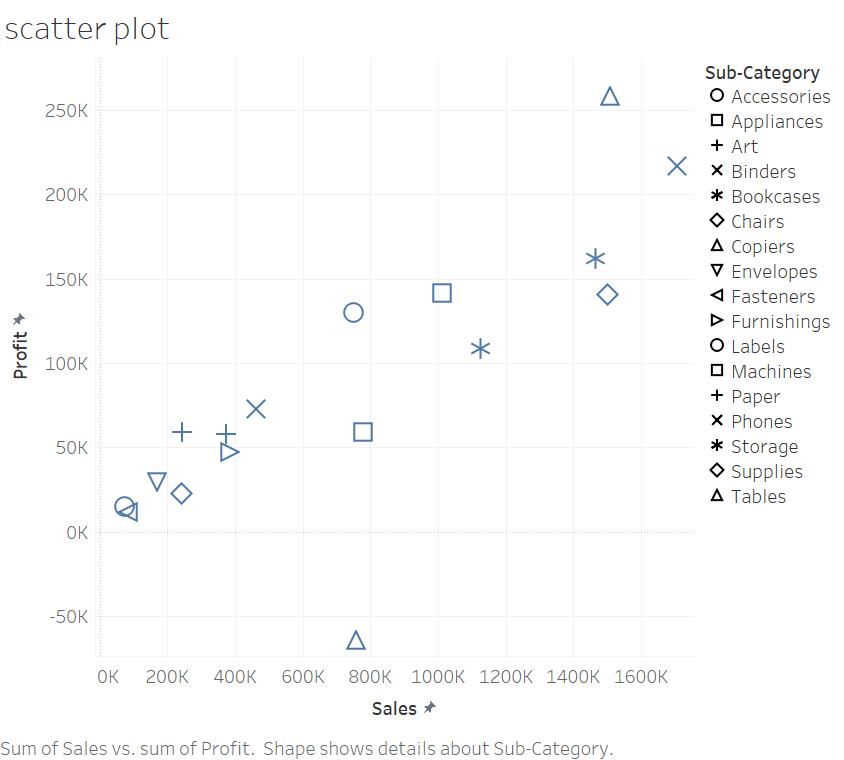 scatter plot
Sub-Category
Accessories
Appliances
Art
Binders
Bookcases
Chairs
Copiers
Envelopes
Fasteners
Furnishings
Labels
Machines
Paper
Phones
Storage
Supplies
Tables
Profit
250K
200K
150K
100K
50K
0K
-50K
0K 200K 400K 600K 800K 1000K 1200K 1400K 1600K
Sales
Sum of Sales vs. sum of Profit. Shape shows details about Sub-Category.